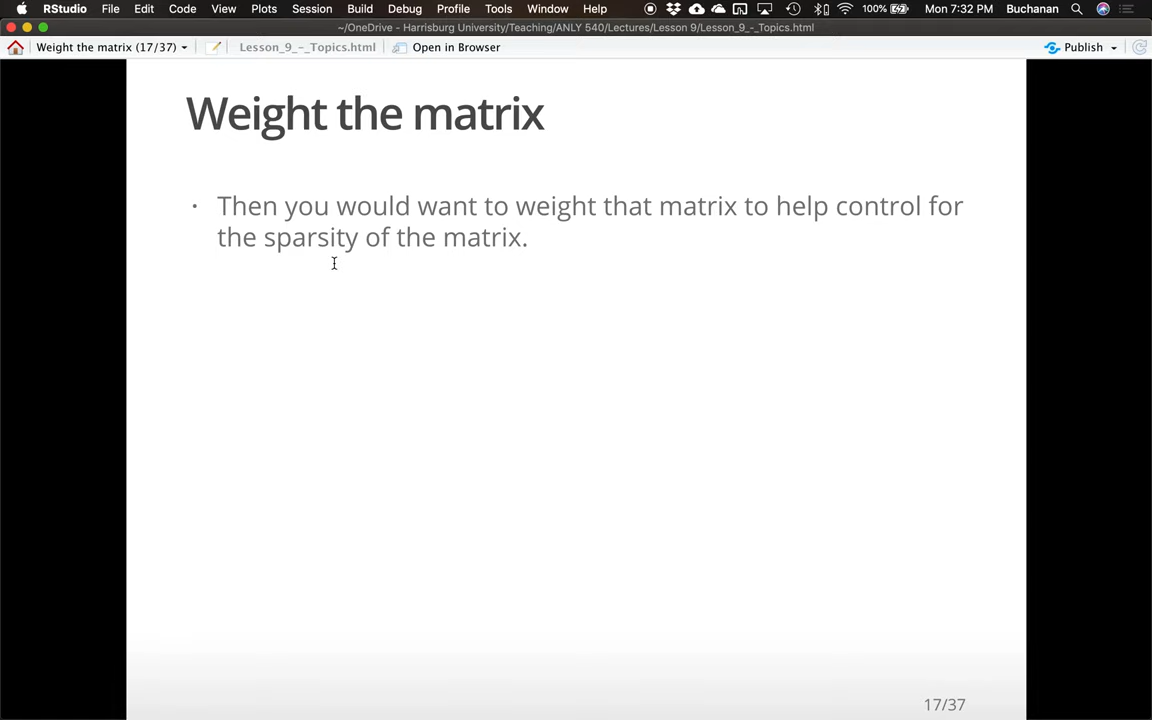 RStudio File Edit Code View Plots Session Build Debug Profile Tools Window Help 100% Mon 7:32 PM Buchanan
~/OneDrive - Harrisburg University/Teaching/ANLY 540/Lectures/Lesson 9/Lesson_9_-_Topics.html
Weight the matrix (17/37) Lesson_9_-_Topics.html Open in Browser Publish
Weight the matrix
· Then you would want to weight that matrix to help control for
the sparsity of the matrix.
17/37